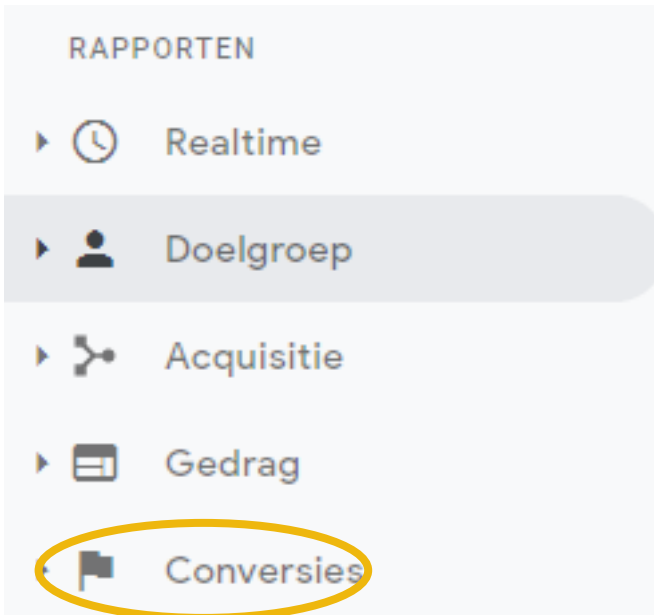 RAPPORTEN
Realtime
Doelgroep
Acquisitie
Gedrag
Conversies